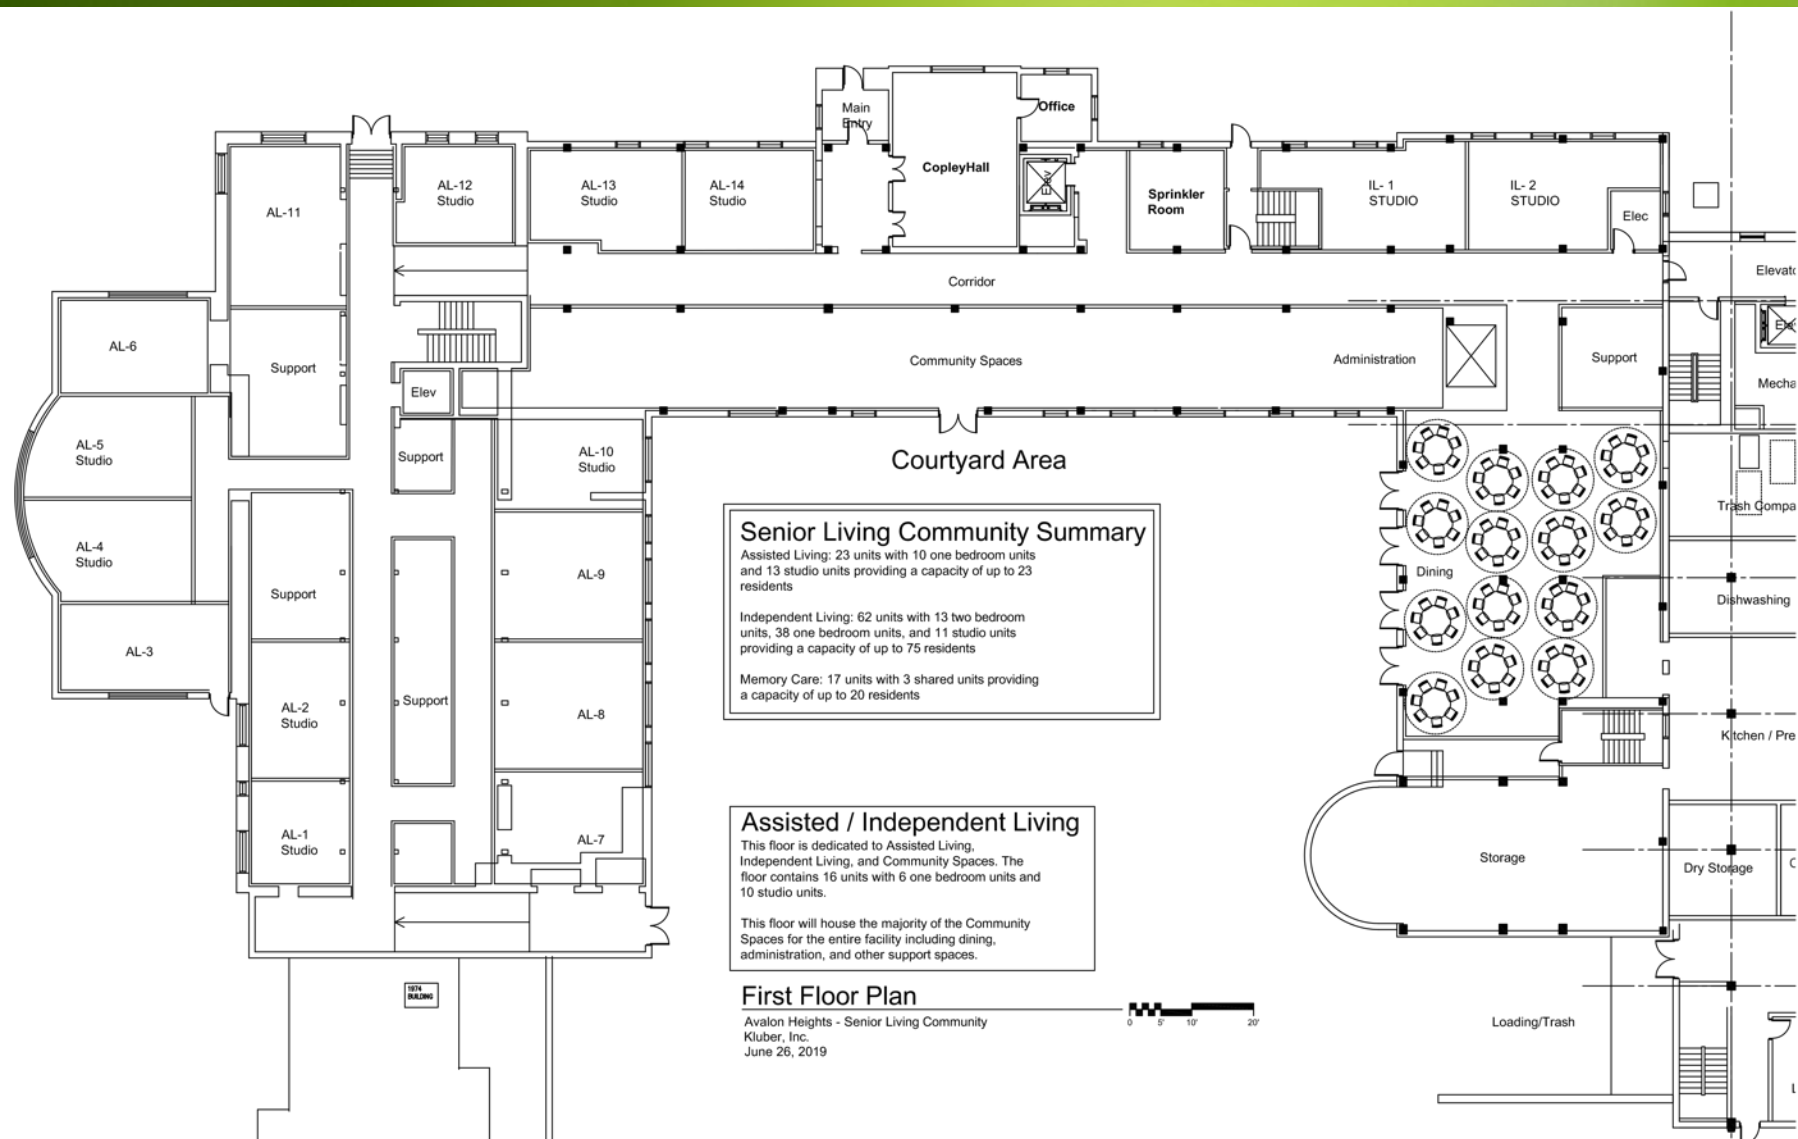 Main
Entry
Office
CopleyHall
Elev
AL-11
AL-12
Studio
AL-13
Studio
AL-14
Studio
Sprinkler
Room
IL- 1
STUDIO
IL- 2
STUDIO
Elec
Corridor
AL-6
Support
Elev
Community Spaces
Administration
Support
Mecha
AL-5
Studio
Support
AL-10
Studio
Courtyard Area
AL-4
Studio
Support
AL-9
Dining
Trash Compa
Dishwashing
Senior Living Community Summary
Assisted Living: 23 units with 10 one bedroom units
and 13 studio units providing a capacity of up to 23
residents
Independent Living: 62 units with 13 two bedroom
units, 38 one bedroom units, and 11 studio units
providing a capacity of up to 75 residents
Memory Care: 17 units with 3 shared units providing
a capacity of up to 20 residents
AL-3
AL-2
Studio
Support
AL-8
Kitchen / Pre
AL-1
Studio
AL-7
Assisted / Independent Living
This floor is dedicated to Assisted Living,
Independent Living, and Community Spaces. The
floor contains 16 units with 6 one bedroom units and
10 studio units.
This floor will house the majority of the Community
Spaces for the entire facility including dining,
administration, and other support spaces.
Storage
Dry Storage
1974
BUILDING
First Floor Plan
Avalon Heights - Senior Living Community
Kluber, Inc.
June 26, 2019
0 5' 10' 20'
Loading/Trash